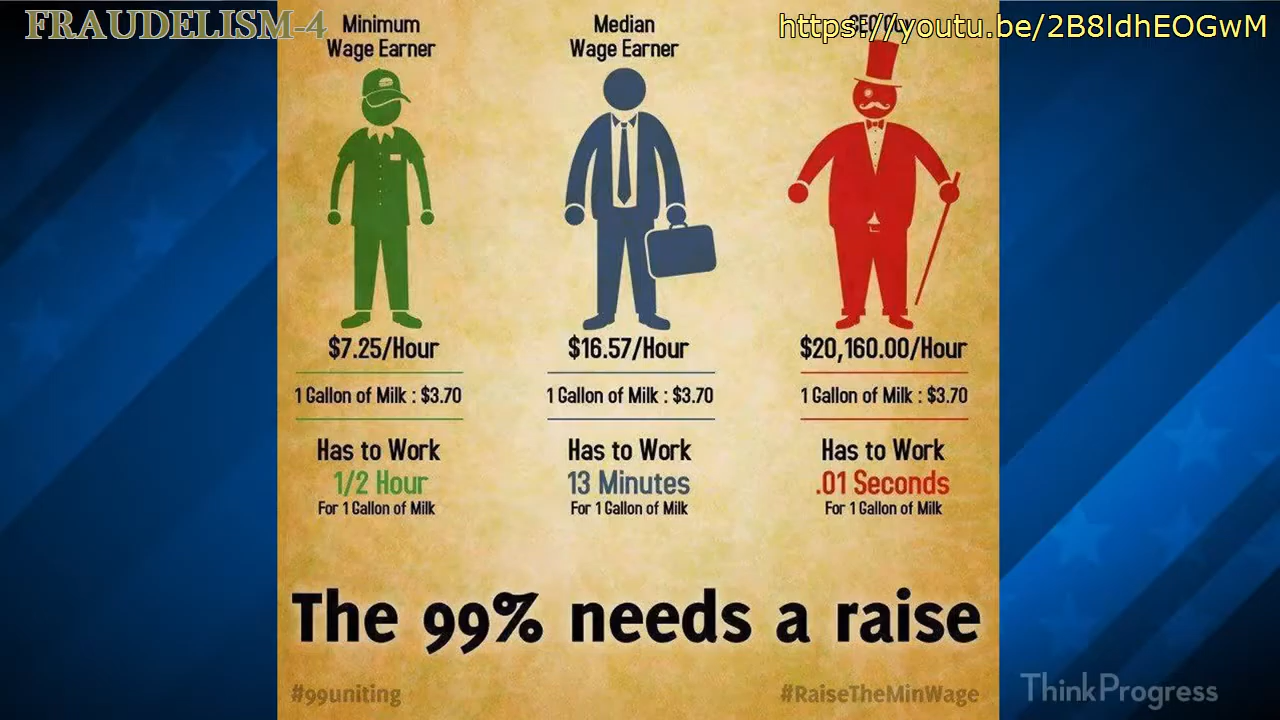 FRAUDELISM-4
https://youtu.be/2B8ldhEOGwM
Minimum
Wage Earner
$7.25/Hour
1 Gallon of Milk : $3.70
Has to Work
1/2 Hour
For 1 Gallon of Milk
Median
Wage Earner
$16.57/Hour
1 Gallon of Milk : $3.70
Has to Work
13 Minutes
For 1 Gallon of Milk
$20,160.00/Hour
1 Gallon of Milk : $3.70
Has to Work
.01 Seconds
For 1 Gallon of Milk
The 99% needs a raise
#99uniting
#RaiseTheMinWage
ThinkProgress